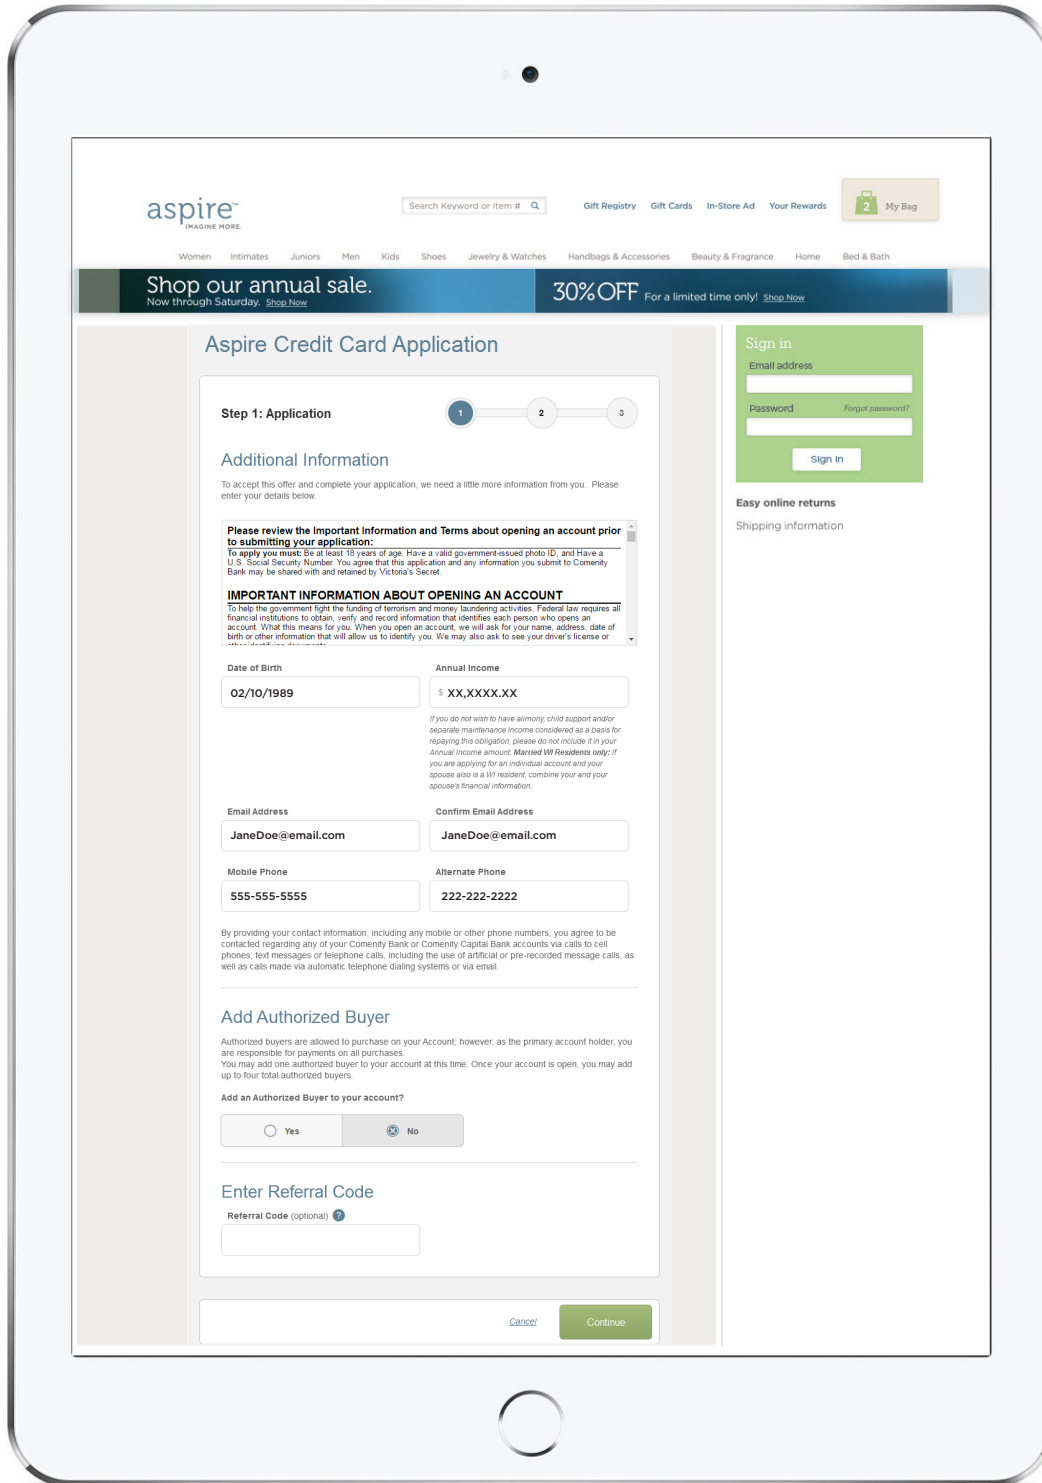 aspire™
IMAGINE MORE.
Search Keyword or Item #
Gift Registry Gift Cards In-Store Ad Your Rewards
2 My Bag
Women Intimates Juniors Men Kids Shoes Jewelry & Watches Handbags & Accessories Beauty & Fragrance Home Bed & Bath
Shop our annual sale.
Now through Saturday. Shop Now
30% OFF For a limited time only! Shop Now
Aspire Credit Card Application
Step 1: Application
1 2 3
Additional Information
To accept this offer and complete your application, we need a little more information from you. Please
enter your details below.
Please review the Important Information and Terms about opening an account prior
to submitting your application:
To apply you must: Be at least 18 years of age, Have a valid government-issued photo ID, and Have a
U.S. Social Security Number. You agree that this application and any information you submit to Comenity
Bank may be shared with and retained by Victoria's Secret.
IMPORTANT INFORMATION ABOUT OPENING AN ACCOUNT
To help the government fight the funding of terrorism and money laundering activities, Federal law requires all
financial institutions to obtain, verify and record information that identifies each person who opens an
account. What this means for you: When you open an account, we will ask for your name, address, date of
birth or other information that will allow us to identify you. We may also ask to see your driver's license or
other identifying documents.
Date of Birth
02/10/1989
Annual Income
$ XX,XXXX.XX
If you do not wish to have alimony, child support and/or
separate maintenance income considered as a basis for
repaying this obligation, please do not include it in your
Annual Income amount. Married WI Residents only: If
you are applying for an individual account and your
spouse also is a WI resident, combine your and your
spouse's financial information.
Email Address
JaneDoe@email.com
Confirm Email Address
JaneDoe@email.com
Mobile Phone
555-555-5555
Alternate Phone
222-222-2222
By providing your contact information, including any mobile or other phone numbers, you agree to be
contacted regarding any of your Comenity Bank or Comenity Capital Bank accounts via calls to cell
phones, text messages or telephone calls, including the use of artificial or pre-recorded message calls, as
well as calls made via automatic telephone dialing systems or via email.
Add Authorized Buyer
Authorized buyers are allowed to purchase on your Account; however, as the primary account holder, you
are responsible for payments on all purchases.
You may add one authorized buyer to your account at this time. Once your account is open, you may add
up to four total authorized buyers.
Add an Authorized Buyer to your account?
Yes
No
Enter Referral Code
Referral Code (optional) ?
Cancel
Continue
Sign in
Email address
Password Forgot password?
Sign In
Easy online returns
Shipping information